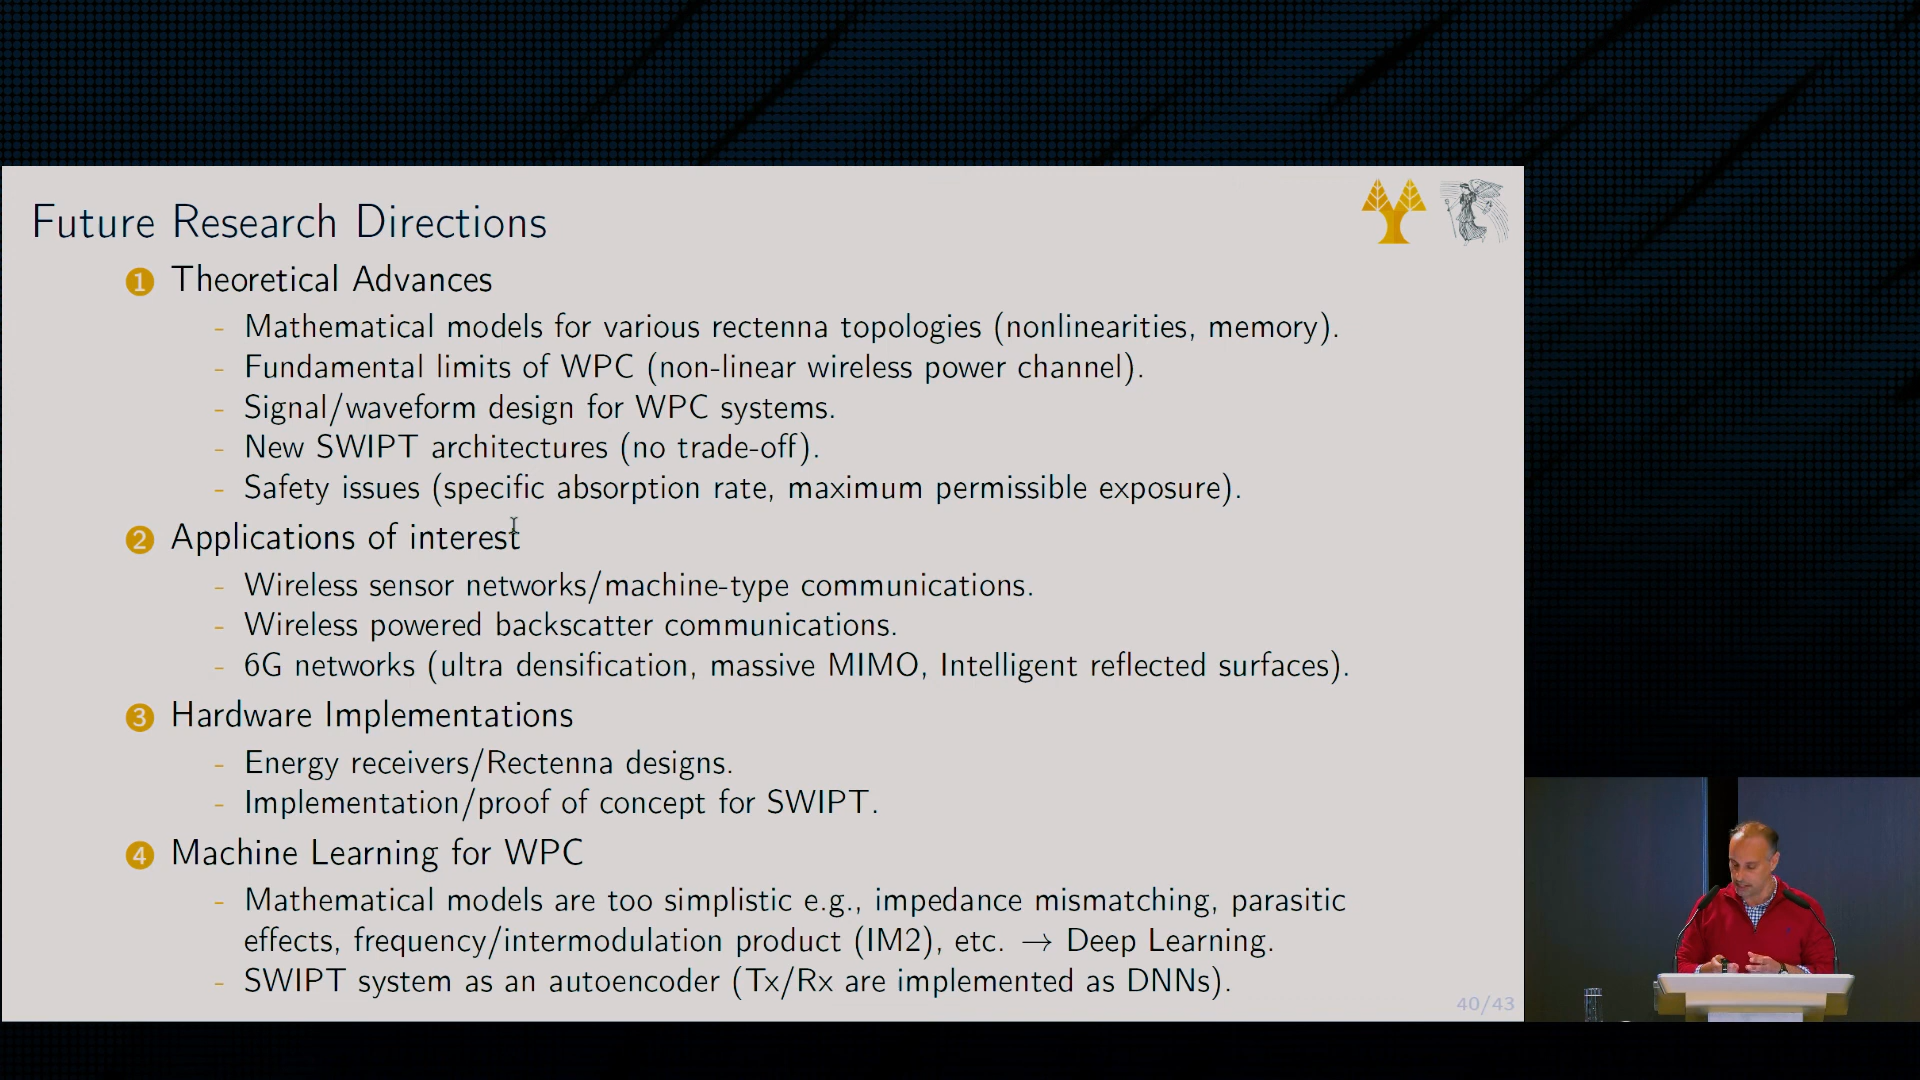 Future Research Directions
1 Theoretical Advances
- Mathematical models for various rectenna topologies (nonlinearities, memory).
- Fundamental limits of WPC (non-linear wireless power channel).
- Signal/waveform design for WPC systems.
- New SWIPT architectures (no trade-off).
- Safety issues (specific absorption rate, maximum permissible exposure).
2 Applications of interest
- Wireless sensor networks/machine-type communications.
- Wireless powered backscatter communications.
- 6G networks (ultra densification, massive MIMO, Intelligent reflected surfaces).
3 Hardware Implementations
- Energy receivers/Rectenna designs.
- Implementation/proof of concept for SWIPT.
4 Machine Learning for WPC
- Mathematical models are too simplistic e.g., impedance mismatching, parasitic
effects, frequency/intermodulation product (IM2), etc. → Deep Learning.
- SWIPT system as an autoencoder (Tx/Rx are implemented as DNNs).
40/43